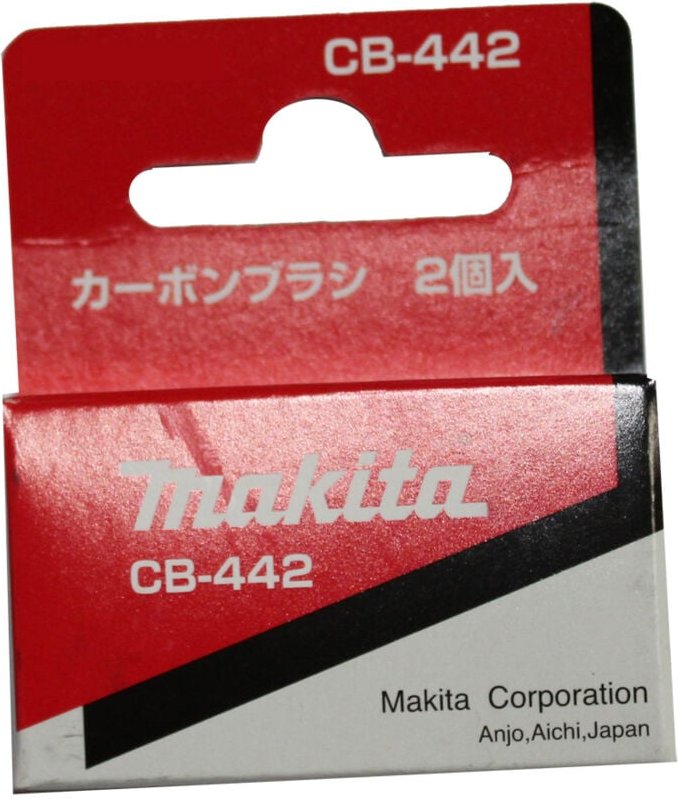 CB-442
カーボンブラシ 2個入
makita
CB-442
Makita Corporation
Anjo,Aichi,Japan